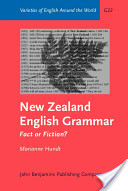 Varieties of English Around the World
G23
New Zealand
English Grammar
Fact or Fiction?
Marianne Hundt
John Benjamins Publishing Company